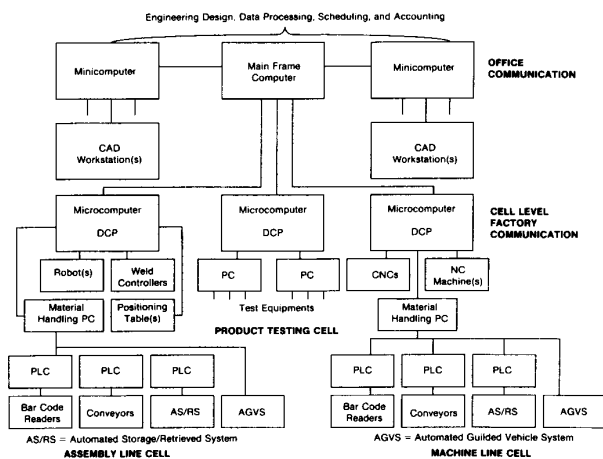 Engineering Design, Data Processing, Scheduling, and Accounting
Minicomputer
Main Frame
Computer
Minicomputer
OFFICE
COMMUNICATION
CAD
Workstation(s)
CAD
Workstation(s)
Microcomputer
DCP
Microcomputer
DCP
Microcomputer
DCP
CELL LEVEL
FACTORY
COMMUNICATION
Robot(s)
Weld
Controllers
PC
PC
CNCs
NC
Machine(s)
Material
Handling PC
Positioning
Table(s)
Test Equipments
Material
Handling PC
PRODUCT TESTING CELL
PLC
PLC
PLC
PLC
PLC
PLC
Bar Code
Readers
Conveyors
AS/RS
AGVS
Bar Code
Readers
Conveyors
AS/RS
AGVS
AS/RS = Automated Storage/Retrieved System
AGVS = Automated Guilded Vehicle System
ASSEMBLY LINE CELL
MACHINE LINE CELL